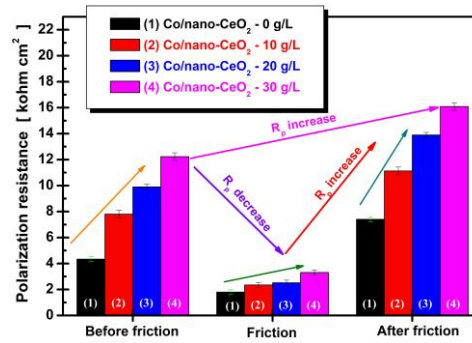 (1) Co/nano-CeO₂ - 0 g/L
(2) Co/nano-CeO₂ - 10 g/L
(3) Co/nano-CeO₂ - 20 g/L
(4) Co/nano-CeO₂ - 30 g/L
Polarization resistance [ kohm cm²]
20
18
16
14
12
10
8
6
4
2
0
Rₚ increase
Rₚ decrease
Rₚ increase
(1) (2) (3) (4)
(1) (2) (3) (4)
(1) (2) (3) (4)
Before friction
Friction
After friction